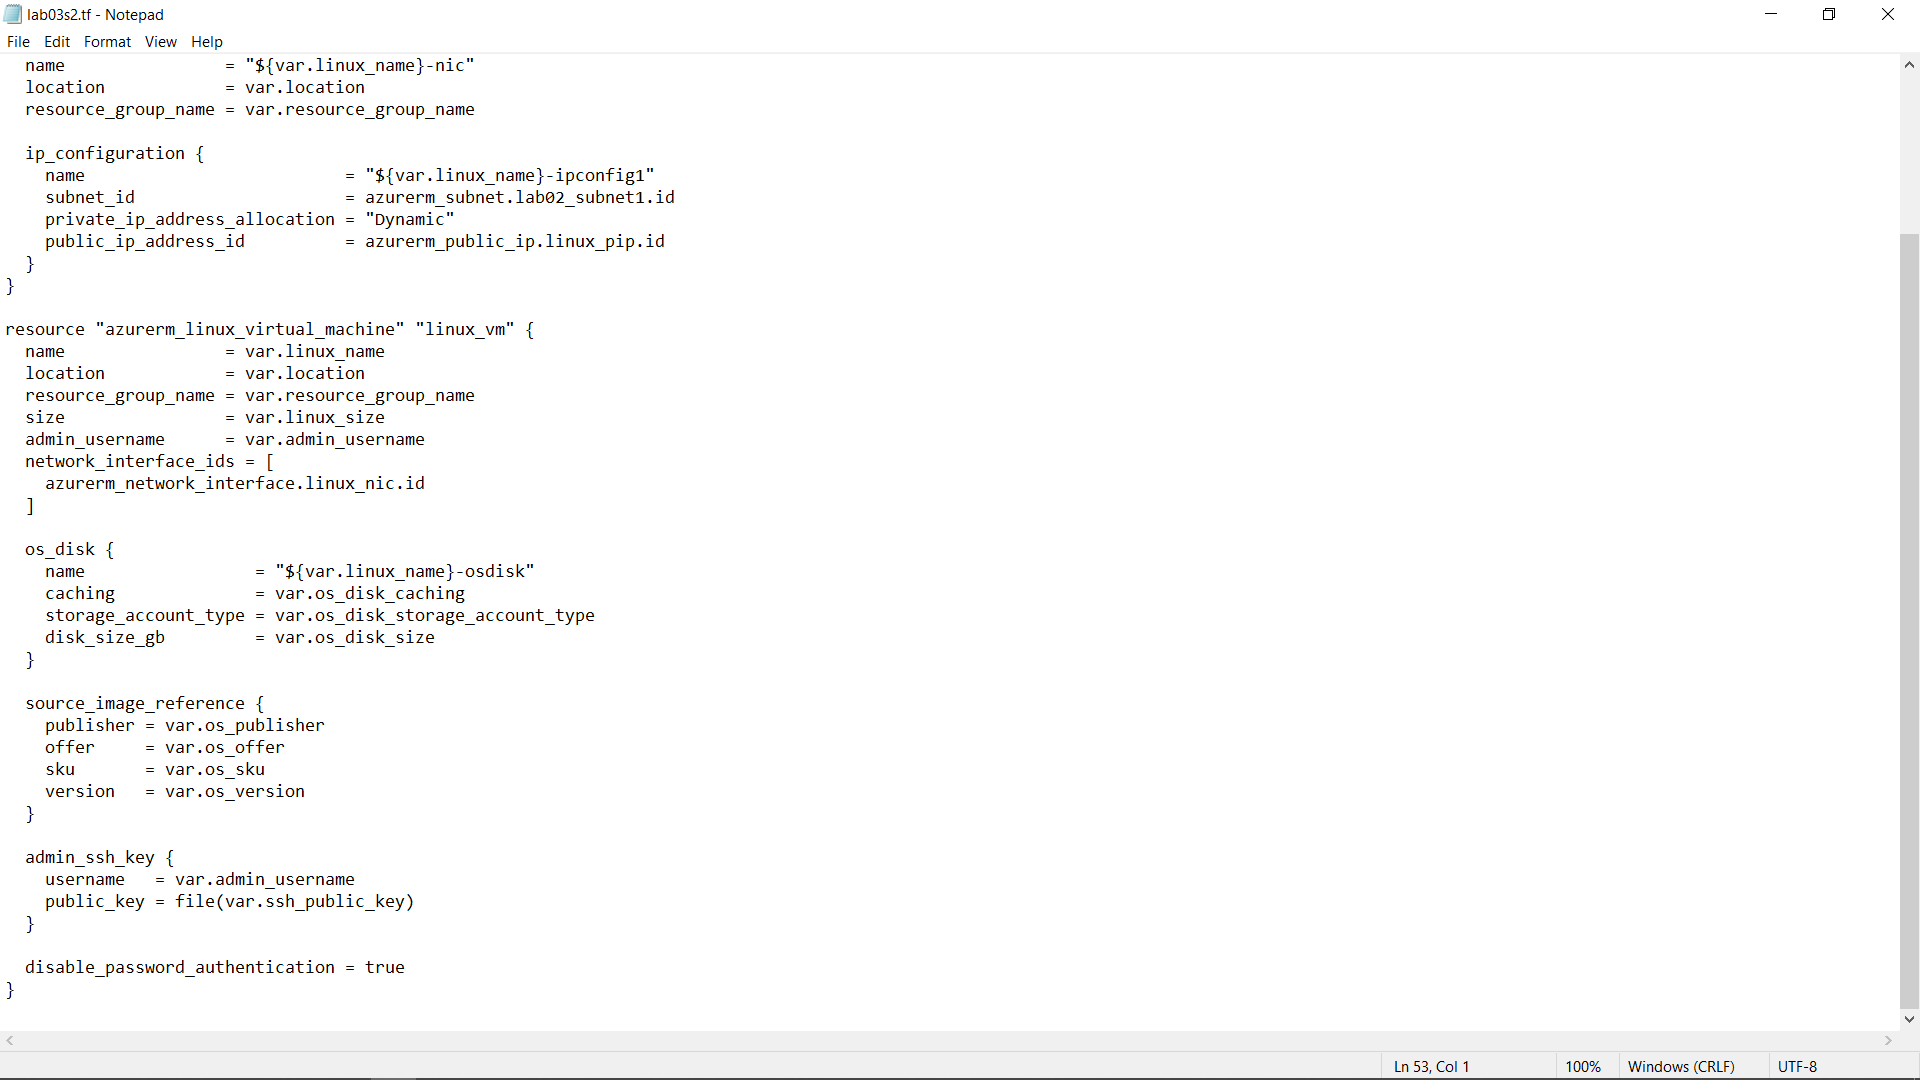 lab03s2.tf - Notepad
File Edit Format View Help
  name                = "${var.linux_name}-nic"
  location            = var.location
  resource_group_name = var.resource_group_name

  ip_configuration {
    name                          = "${var.linux_name}-ipconfig1"
    subnet_id                     = azurerm_subnet.lab02_subnet1.id
    private_ip_address_allocation = "Dynamic"
    public_ip_address_id          = azurerm_public_ip.linux_pip.id
  }
}

resource "azurerm_linux_virtual_machine" "linux_vm" {
  name                = var.linux_name
  location            = var.location
  resource_group_name = var.resource_group_name
  size                = var.linux_size
  admin_username      = var.admin_username
  network_interface_ids = [
    azurerm_network_interface.linux_nic.id
  ]

  os_disk {
    name                 = "${var.linux_name}-osdisk"
    caching              = var.os_disk_caching
    storage_account_type = var.os_disk_storage_account_type
    disk_size_gb         = var.os_disk_size
  }

  source_image_reference {
    publisher = var.os_publisher
    offer     = var.os_offer
    sku       = var.os_sku
    version   = var.os_version
  }

  admin_ssh_key {
    username   = var.admin_username
    public_key = file(var.ssh_public_key)
  }

  disable_password_authentication = true
}
Ln 53, Col 1 100% Windows (CRLF) UTF-8